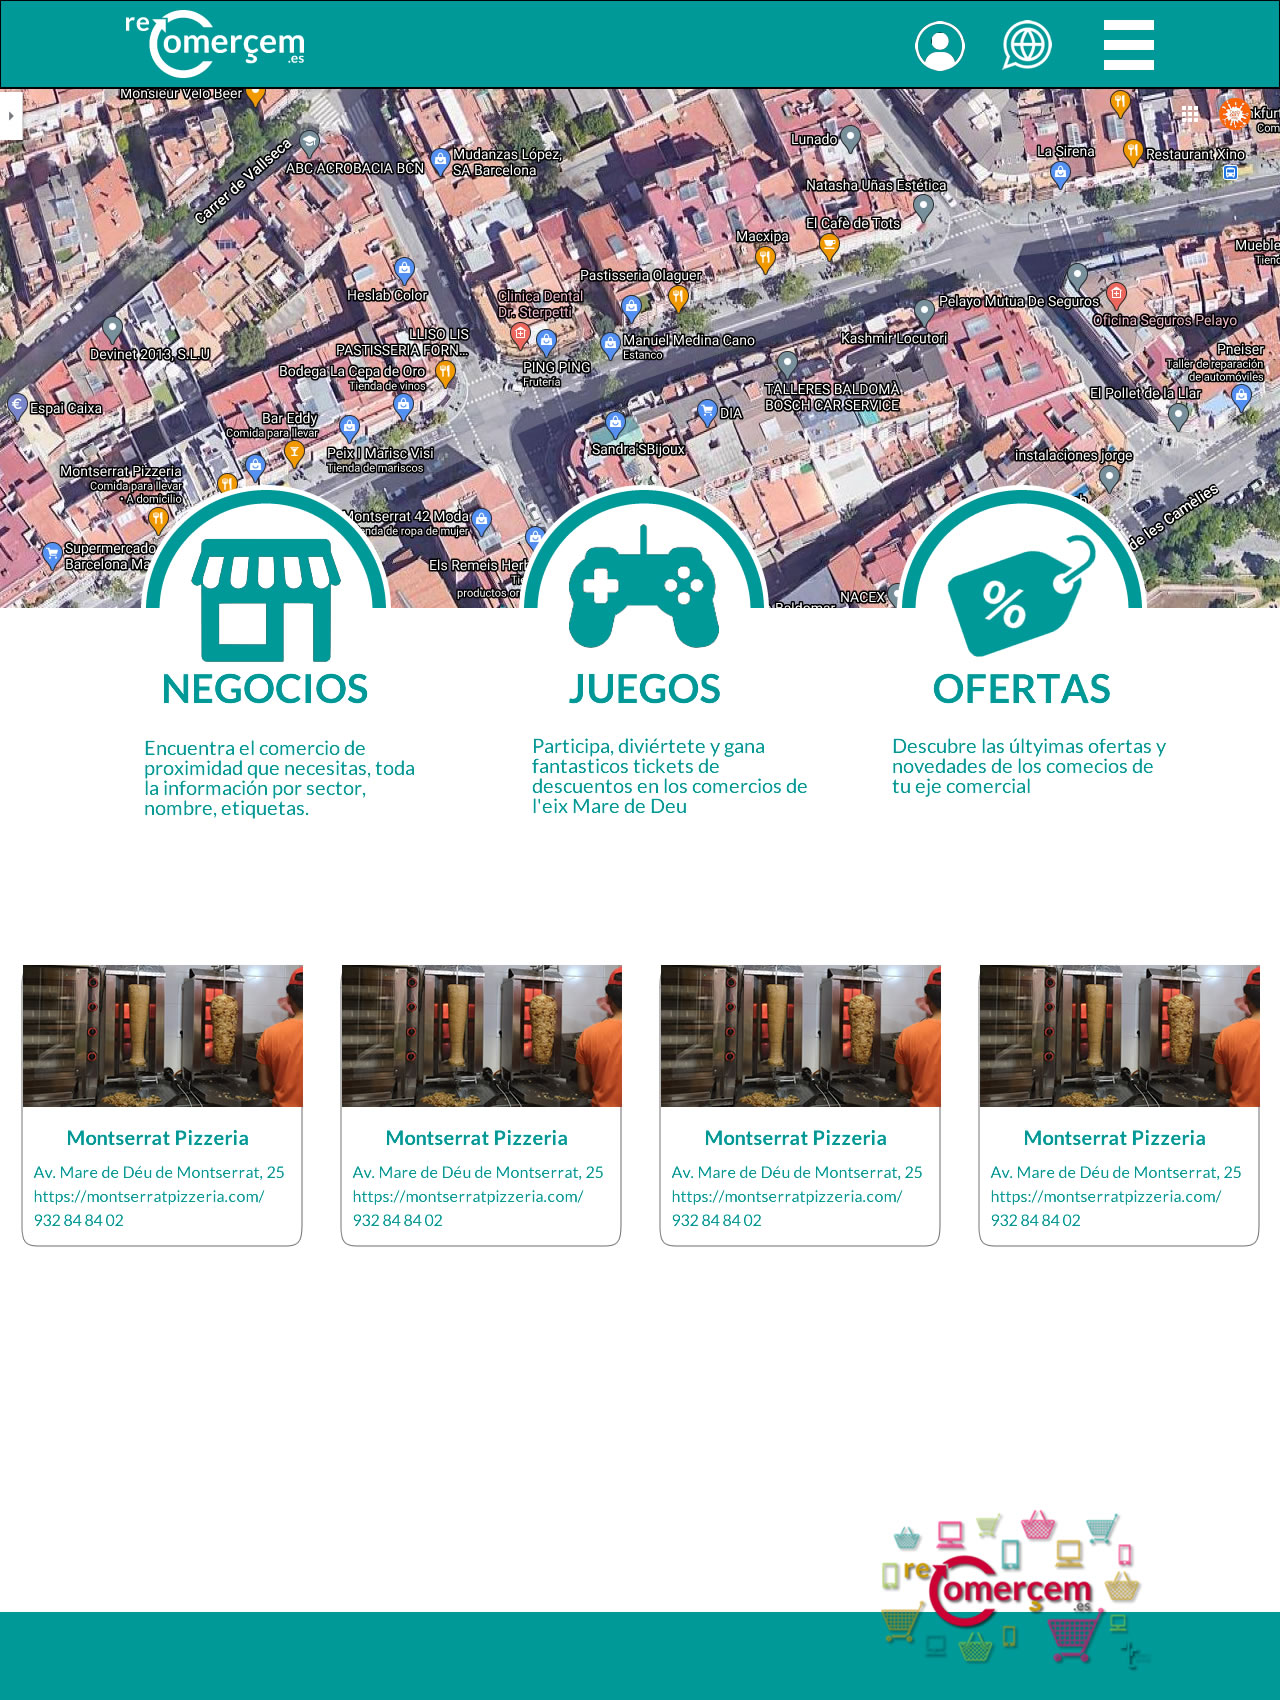 re
Comerçem
.es
Monsieur Velo Beer
Carrer de Vallseca
ABC ACROBACIA BCN
Mudanzas López,
SA Barcelona
Lunado
La Sirena
Restaurant Xino
Natasha Uñas Estética
El Cafè de Tots
Macxipa
Pastisseria Olaguer
Heslab Color
Clinica Dental
Dr. Sterpetti
Pelayo Mutua De Seguros
Oficina Seguros Pelayo
Devinet 2013, S.L.U
LLISO LIS
PASTISSERIA FORN...
Manuel Medina Cano
Estanco
Kashmir Locutori
Pneiser
Taller de reparación
de automóviles
Bodega La Cepa de Oro
Tienda de vinos
PING PING
Frutería
TALLERES BALDOMÀ
BOSCH CAR SERVICE
El Pollet de la Llar
Espai Caixa
Bar Eddy
Comida para llevar
DIA
Peix I Marisc Visi
Tienda de mariscos
Sandra'SBijoux
instalaciones jorge
Montserrat Pizzeria
Comida para llevar
• A domicilio
de les Camèlies
Montserrat 42 Moda
Tienda de ropa de mujer
Supermercado
Barcelona Ma
Els Remeis Herb
productos or
NACEX
Baldomar
%
NEGOCIOS JUEGOS OFERTAS
Encuentra el comercio de
proximidad que necesitas, toda
la información por sector,
nombre, etiquetas.
Participa, diviértete y gana
fantasticos tickets de
descuentos en los comercios de
l'eix Mare de Deu
Descubre las últyimas ofertas y
novedades de los comecios de
tu eje comercial
Montserrat Pizzeria
Av. Mare de Déu de Montserrat, 25
https://montserratpizzeria.com/
932 84 84 02
Montserrat Pizzeria
Av. Mare de Déu de Montserrat, 25
https://montserratpizzeria.com/
932 84 84 02
Montserrat Pizzeria
Av. Mare de Déu de Montserrat, 25
https://montserratpizzeria.com/
932 84 84 02
Montserrat Pizzeria
Av. Mare de Déu de Montserrat, 25
https://montserratpizzeria.com/
932 84 84 02
re
Comerçem
.es